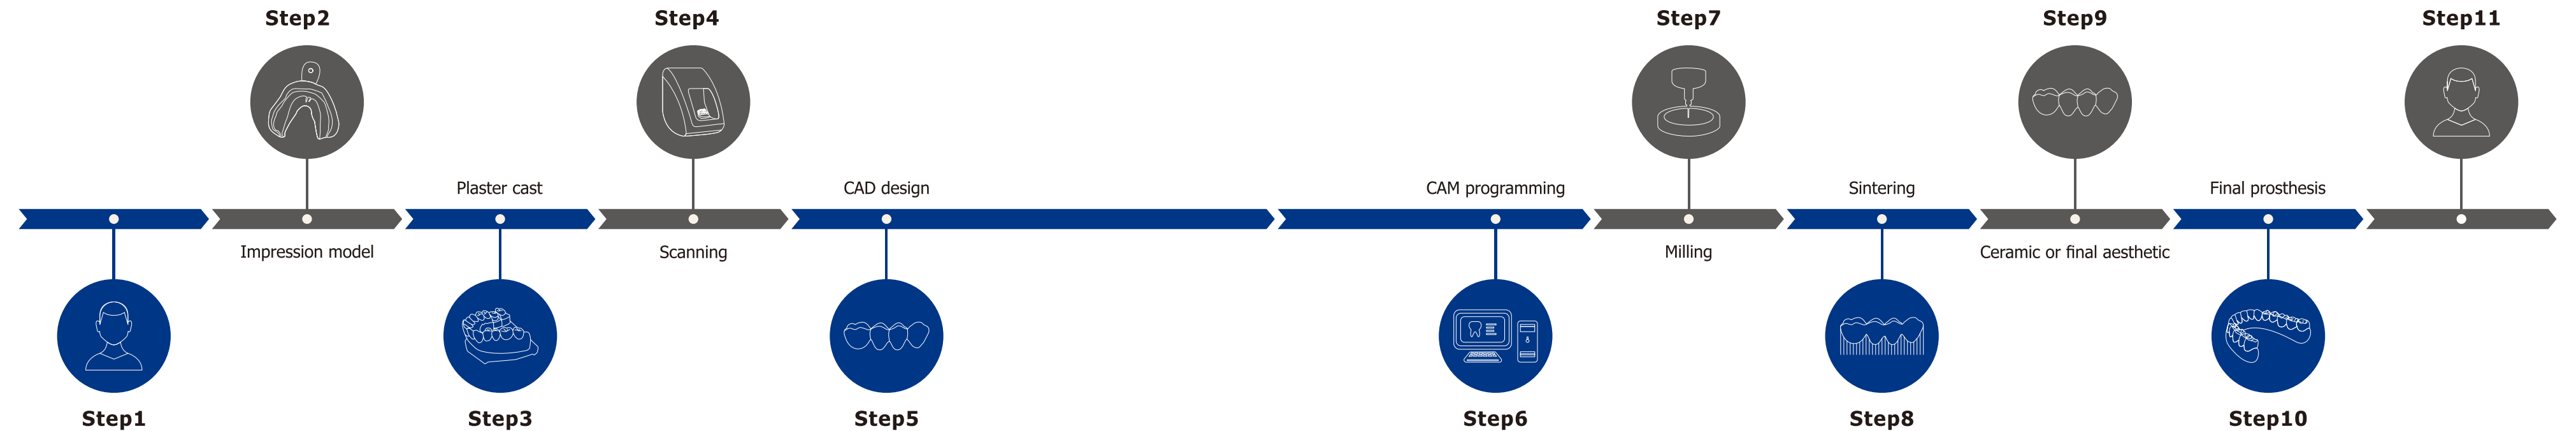 Step2
Step4
Step7
Step9
Step11
Plaster cast
CAD design
CAM programming
Sintering
Final prosthesis
Impression model
Scanning
Milling
Ceramic or final aesthetic
Step1
Step3
Step5
Step6
Step8
Step10